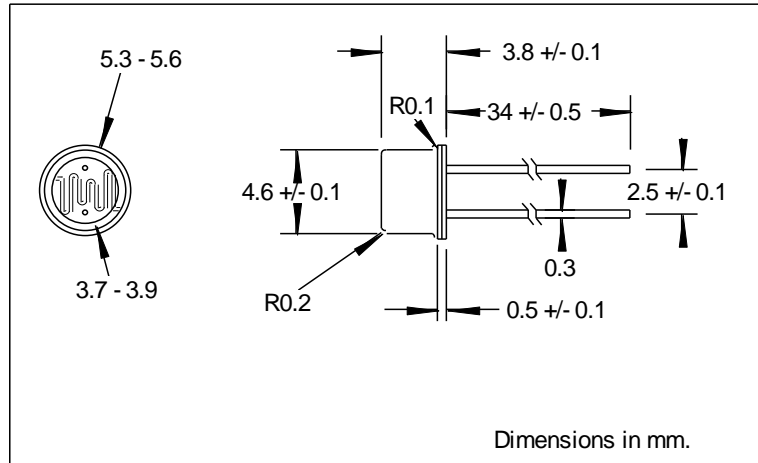 5.3 - 5.6
3.8 +/- 0.1
R0.1
34 +/- 0.5
4.6 +/- 0.1
2.5 +/- 0.1
0.3
3.7 - 3.9
R0.2
0.5 +/- 0.1
Dimensions in mm.